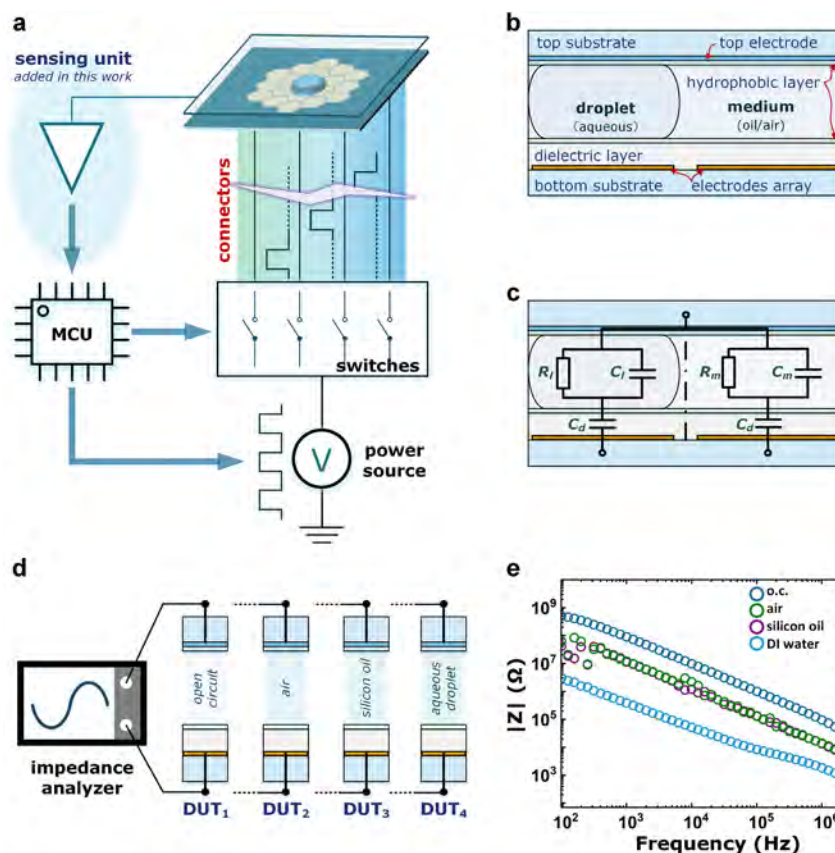 a
sensing unit
added in this work
connectors
MCU
switches
V
power
source
b
top substrate
top electrode
hydrophobic layer
droplet
(aqueous)
medium
(oil/air)
dielectric layer
bottom substrate
electrodes array
c
R_l
C_l
R_m
C_m
C_d
C_d
d
open
circuit
air
silicon oil
aqueous
droplet
impedance
analyzer
DUT₁
DUT₂
DUT₃
DUT₄
e
o.c.
air
silicon oil
DI water
|Z| (Ω)
10⁹
10⁷
10⁵
10³
10² 10³ 10⁴ 10⁵ 10⁶
Frequency (Hz)